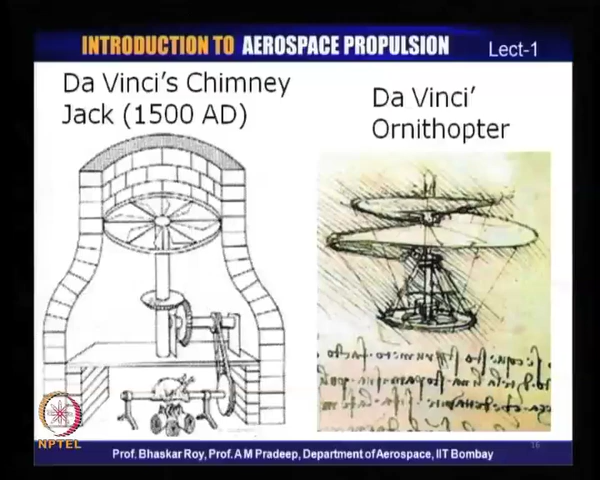 INTRODUCTION TO AEROSPACE PROPULSION
Lect-1
Da Vinci's Chimney
Jack (1500 AD)
Da Vinci'
Ornithopter
NPTEL
16
Prof. Bhaskar Roy, Prof. A M Pradeep, Department of Aerospace, IIT Bombay